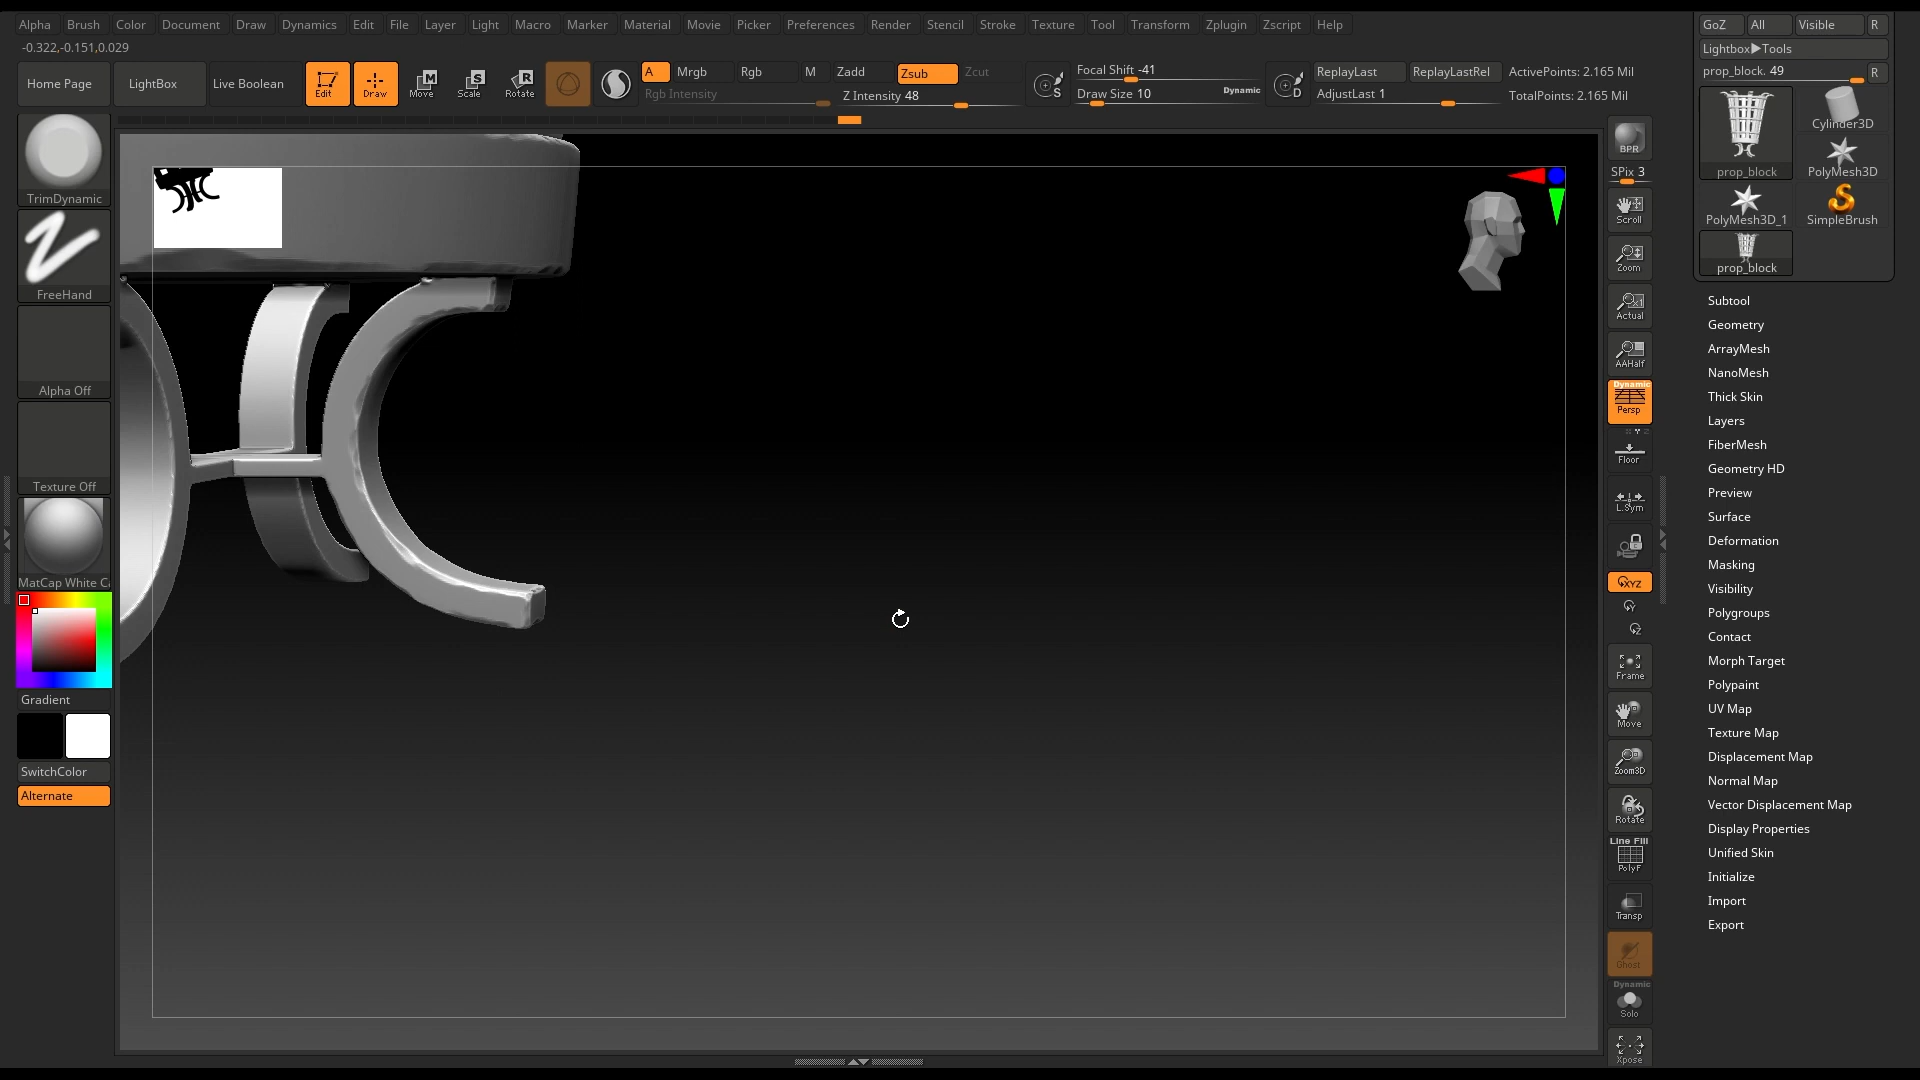 Alpha Brush Color Document Draw Dynamics Edit File Layer Light Macro Marker Material Movie Picker Preferences Render Stencil Stroke Texture Tool Transform Zplugin Zscript Help
-0.322,-0.151,0.029
Home Page LightBox Live Boolean Edit Draw Move Scale Rotate
M S R
A Mrgb Rgb M Zadd Zsub Zcut
Rgb Intensity Z Intensity 48
S Focal Shift -41
Draw Size 10 Dynamic
D ReplayLast ReplayLastRel
AdjustLast 1
ActivePoints: 2.165 Mil
TotalPoints: 2.165 Mil
GoZ All Visible R
Lightbox▶Tools
prop_block. 49 R
prop_block
Cylinder3D
PolyMesh3D
PolyMesh3D_1
SimpleBrush
prop_block
TrimDynamic
FreeHand
Alpha Off
Texture Off
MatCap White C
Gradient
SwitchColor
Alternate
BPR
SPix 3
Scroll
Zoom
Actual
AAHalf
Dynamic
Persp
Floor
L.Sym
XYZ
Y
Z
Frame
Move
Zoom3D
Rotate
Line Fill
PolyF
Transp
Ghost
Dynamic
Solo
Xpose
Subtool
Geometry
ArrayMesh
NanoMesh
Thick Skin
Layers
FiberMesh
Geometry HD
Preview
Surface
Deformation
Masking
Visibility
Polygroups
Contact
Morph Target
Polypaint
UV Map
Texture Map
Displacement Map
Normal Map
Vector Displacement Map
Display Properties
Unified Skin
Initialize
Import
Export